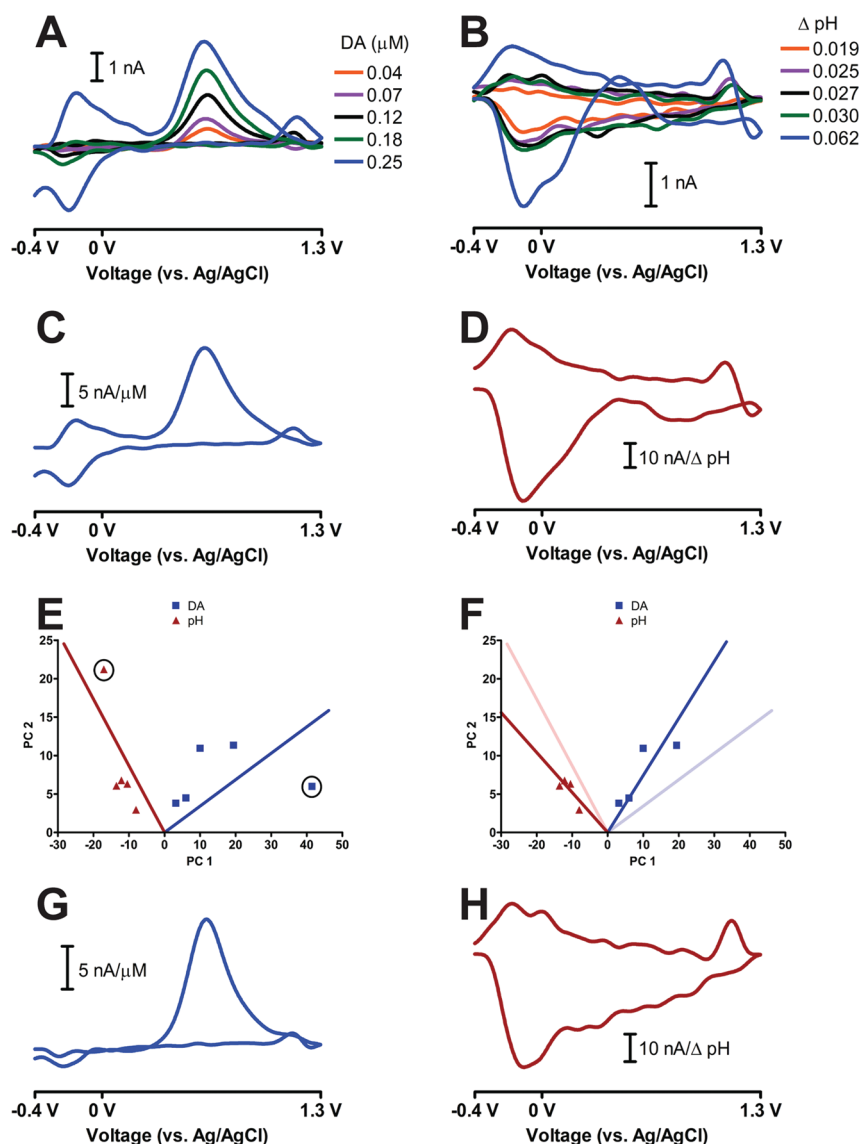 A
DA (μM)
1 nA
0.04
0.07
0.12
0.18
0.25
-0.4 V 0 V 1.3 V
Voltage (vs. Ag/AgCl)
B
Δ pH
0.019
0.025
0.027
0.030
0.062
1 nA
-0.4 V 0 V 1.3 V
Voltage (vs. Ag/AgCl)
C
5 nA/μM
-0.4 V 0 V 1.3 V
Voltage (vs. Ag/AgCl)
D
10 nA/Δ pH
-0.4 V 0 V 1.3 V
Voltage (vs. Ag/AgCl)
E
DA
pH
25
20
15
10
5
0
PC 2
-30 -20 -10 0 10 20 30 40 50
PC 1
F
DA
pH
25
20
15
10
5
0
PC 2
-30 -20 -10 0 10 20 30 40 50
PC 1
G
5 nA/μM
-0.4 V 0 V 1.3 V
Voltage (vs. Ag/AgCl)
H
10 nA/Δ pH
-0.4 V 0 V 1.3 V
Voltage (vs. Ag/AgCl)